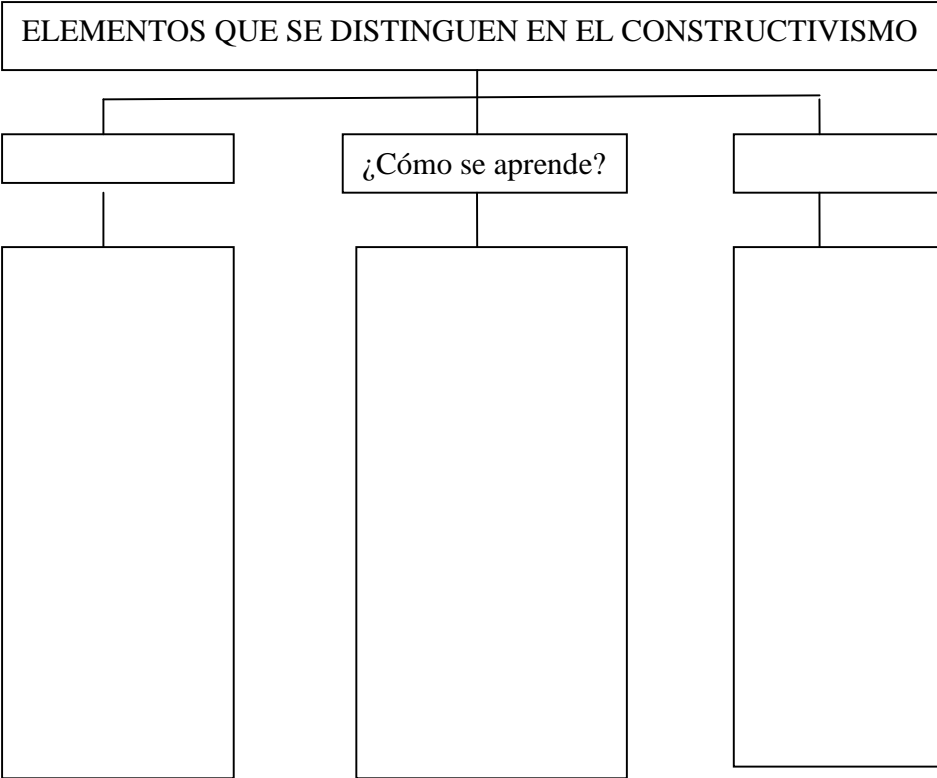 ELEMENTOS QUE SE DISTINGUEN EN EL CONSTRUCTIVISMO
¿Cómo se aprende?